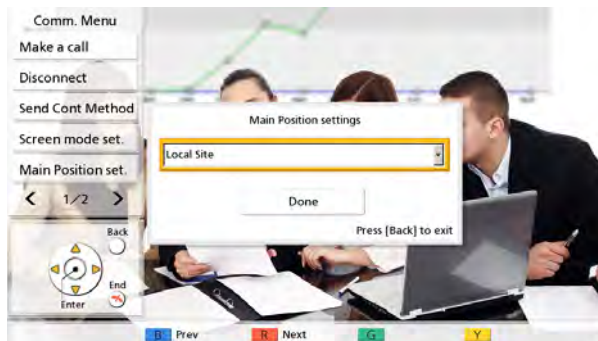 Comm. Menu
Make a call
Disconnect
Send Cont Method
Screen mode set.
Main Position set.
1/2
Back
End
Enter
Main Position settings
Local Site
Done
Press [Back] to exit
B Prev R Next G Y